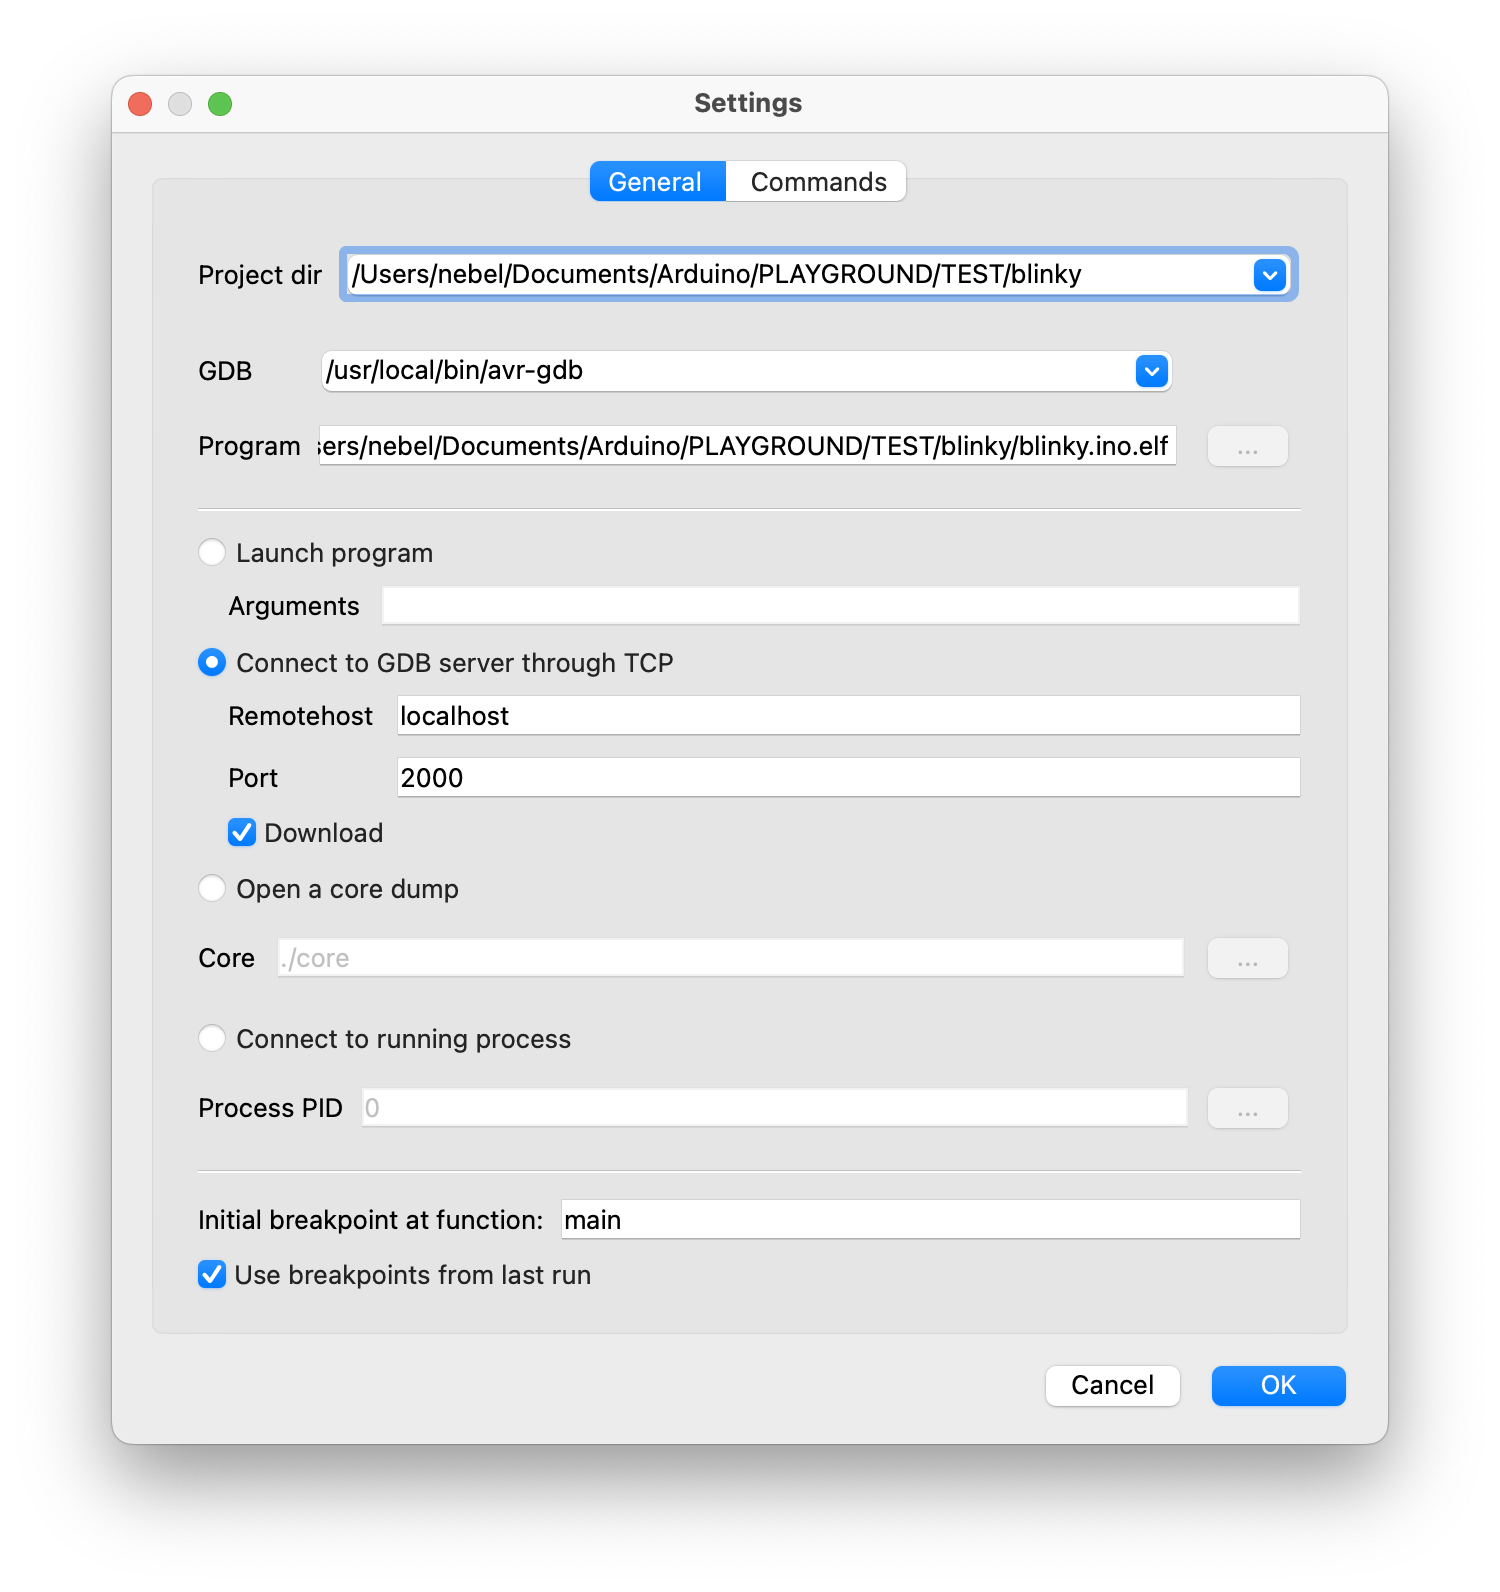 Settings
General Commands
Project dir /Users/nebel/Documents/Arduino/PLAYGROUND/TEST/blinky
GDB /usr/local/bin/avr-gdb
Program sers/nebel/Documents/Arduino/PLAYGROUND/TEST/blinky/blinky.ino.elf ...
Launch program
Arguments
Connect to GDB server through TCP
Remotehost localhost
Port 2000
Download
Open a core dump
Core ./core ...
Connect to running process
Process PID 0 ...
Initial breakpoint at function: main
Use breakpoints from last run
Cancel OK